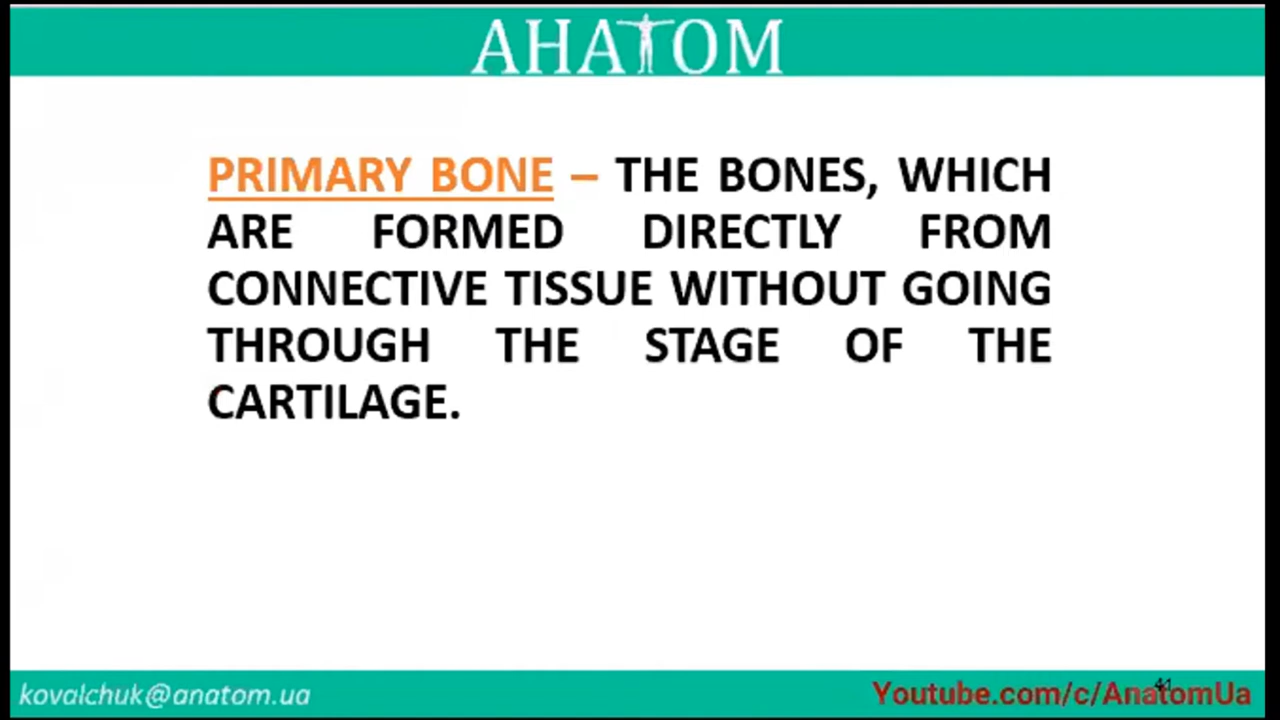 АНАТОМ
PRIMARY BONE – THE BONES, WHICH
ARE FORMED DIRECTLY FROM
CONNECTIVE TISSUE WITHOUT GOING
THROUGH THE STAGE OF THE
CARTILAGE.
kovalchuk@anatom.ua
41
Youtube.com/c/AnatomUa